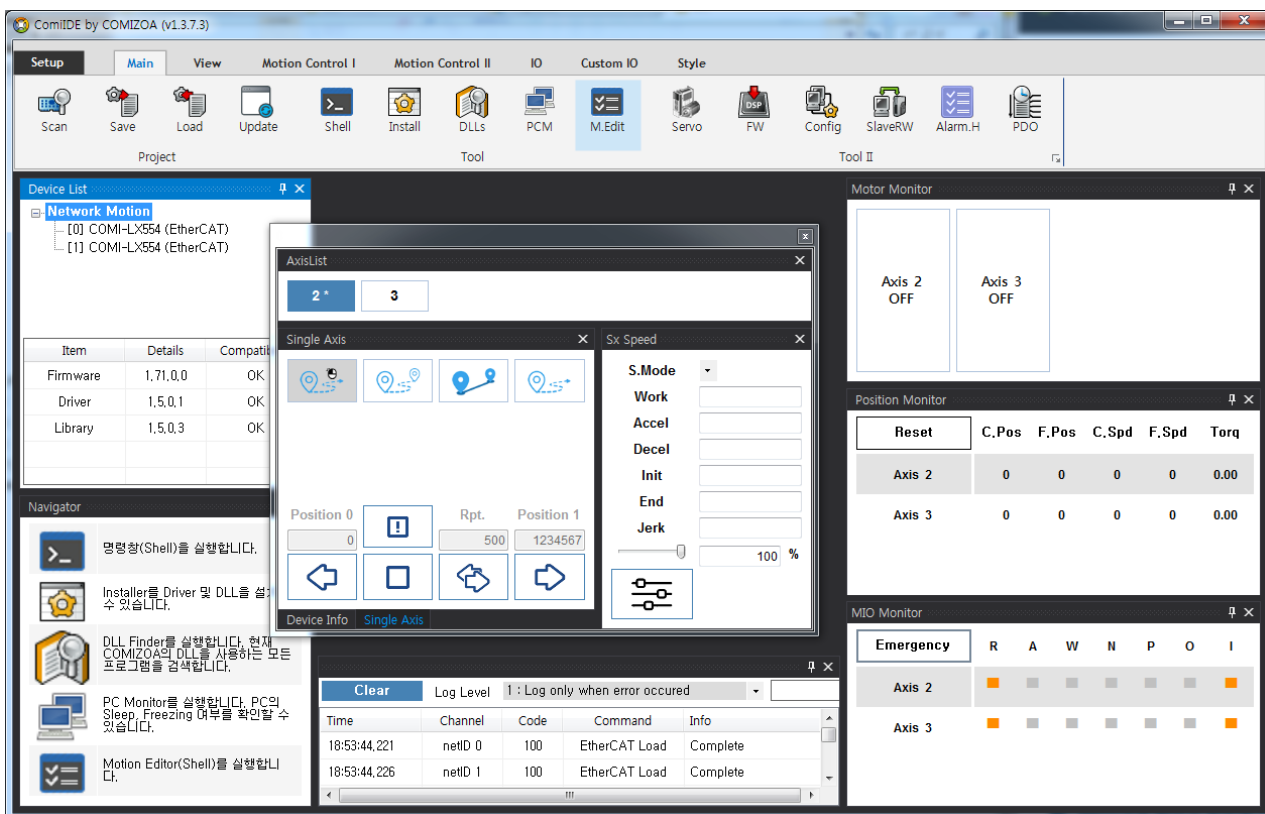 ComiIDE by COMIZOA (v1.3.7.3)
Setup Main View Motion Control I Motion Control II IO Custom IO Style
Scan Save Load Update Shell Install DLLs PCM M.Edit Servo FW Config SlaveRW Alarm.H PDO
DSP
Project Tool Tool II
Device List
Network Motion
[0] COMI-LX554 (EtherCAT)
[1] COMI-LX554 (EtherCAT)
Item Details
Firmware 1,71,0,0 OK
Driver 1,5,0,1 OK
Library 1,5,0,3 OK
Navigator
명령창(Shell)을 실행합니다.
Installer를 Driver 및 DLL을
수 있습니다.
DLL Finder를 실행합니다, 현재
COMIZOA의 DLL을 사용하는 모든
프로그램을 검색합니다.
PC Monitor를 실행합니다, PC의
Sleep, Freezing 여부를 확인할 수
있습니다.
Motion Editor(Shell)를 실행합니
다.
AxisList
2 * 3
Single Axis
Position 0 Rpt. Position 1
0 500 1234567
Device Info Single Axis
Sx Speed
S.Mode
Work
Accel
Decel
Init
End
Jerk
100 %
Clear Log Level 1 : Log only when error occured
Time Channel Code Command Info
18:53:44,221 netID 0 100 EtherCAT Load Complete
18:53:44,226 netID 1 100 EtherCAT Load Complete
Motor Monitor
Axis 2
OFF
Axis 3
OFF
Position Monitor
Reset C.Pos F.Pos C.Spd F.Spd Torq
Axis 2 0 0 0 0 0.00
Axis 3 0 0 0 0 0.00
MIO Monitor
Emergency R A W N P O I
Axis 2
Axis 3